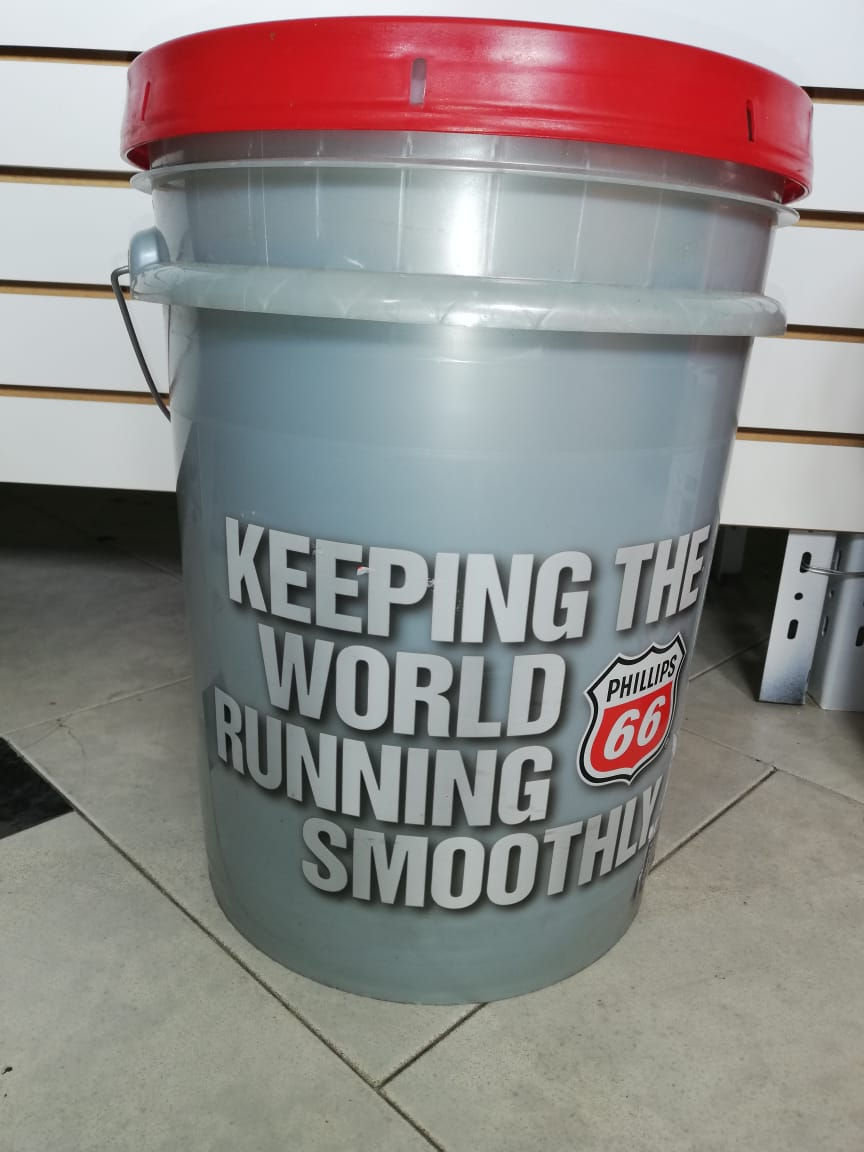 KEEPING THE
WORLD
RUNNING
SMOOTHLY.
PHILLIPS
66